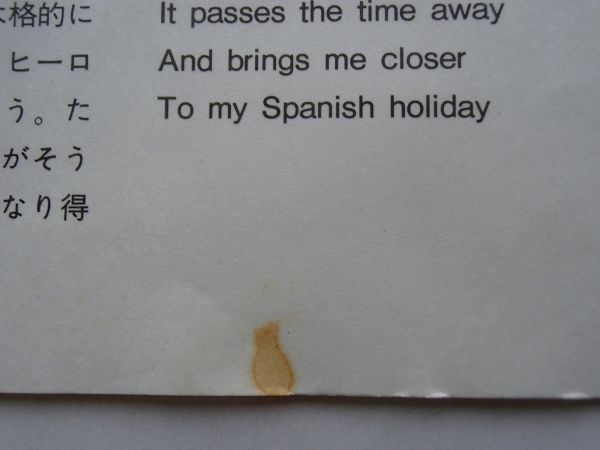 格的に
ヒーロ
う。た
がそう
なり得
It passes the time away
And brings me closer
To my Spanish holiday